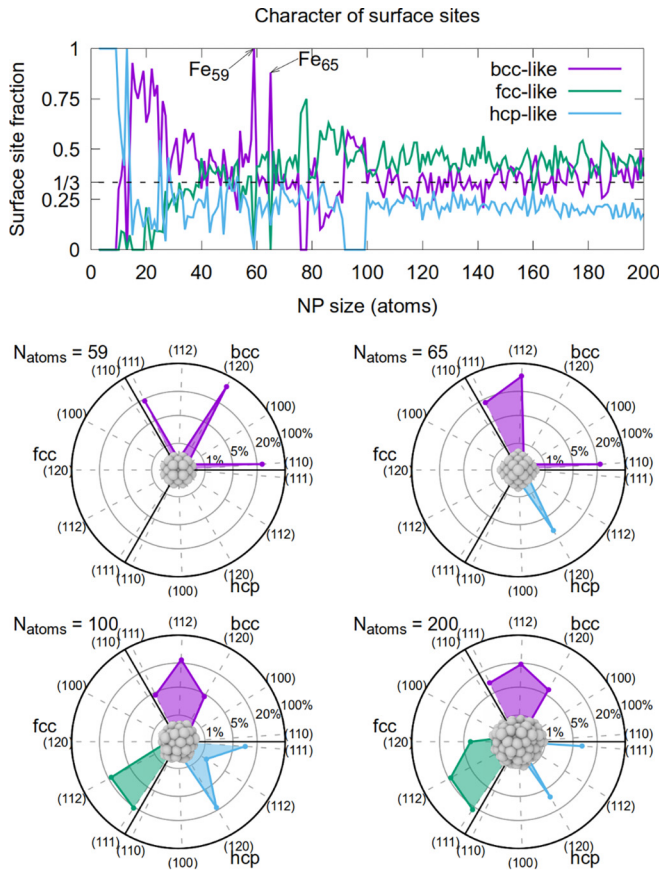 Character of surface sites
Surface site fraction
1
0.75
0.5
1/3
0.25
0
Fe59
Fe65
bcc-like
fcc-like
hcp-like
0 20 40 60 80 100 120 140 160 180 200
NP size (atoms)
Natoms = 59
bcc
fcc
hcp
(110)
(111)
(112)
(120)
(100)
(110)
(111)
(112)
(120)
(100)
(110)
(111)
(112)
(120)
(100)
1% 5% 20% 100%
Natoms = 65
bcc
fcc
hcp
(110)
(111)
(112)
(120)
(100)
(110)
(111)
(112)
(120)
(100)
(110)
(111)
(112)
(120)
(100)
1% 5% 20% 100%
Natoms = 100
bcc
fcc
hcp
(110)
(111)
(112)
(120)
(100)
(110)
(111)
(112)
(120)
(100)
(110)
(111)
(112)
(120)
(100)
1% 5% 20% 100%
Natoms = 200
bcc
fcc
hcp
(110)
(111)
(112)
(120)
(100)
(110)
(111)
(112)
(120)
(100)
(110)
(111)
(112)
(120)
(100)
1% 5% 20% 100%